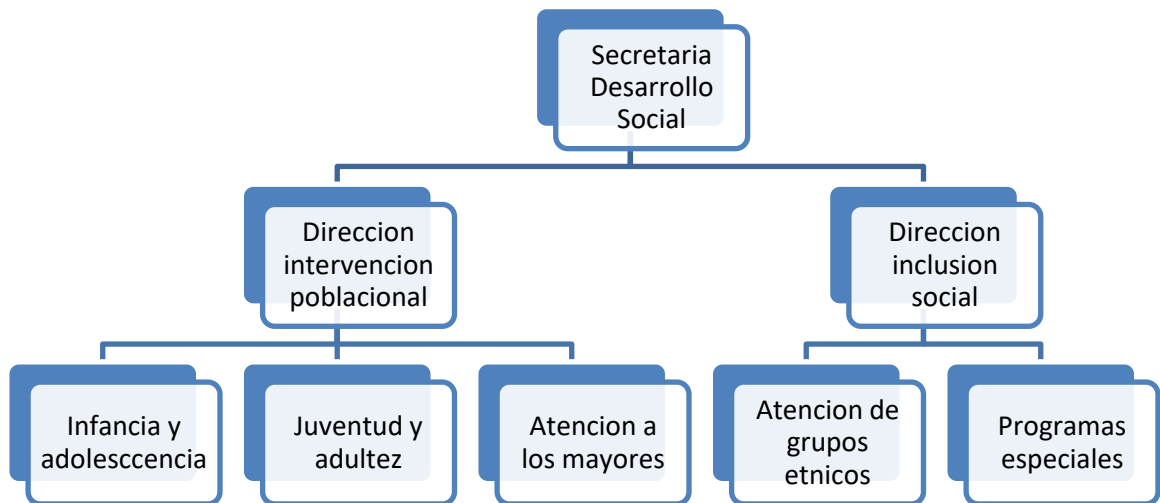 Secretaria
Desarrollo
Social
Direccion
intervencion
poblacional
Direccion
inclusion
social
Infancia y
adolesccencia
Juventud y
adultez
Atencion a
los mayores
Atencion de
grupos
etnicos
Programas
especiales